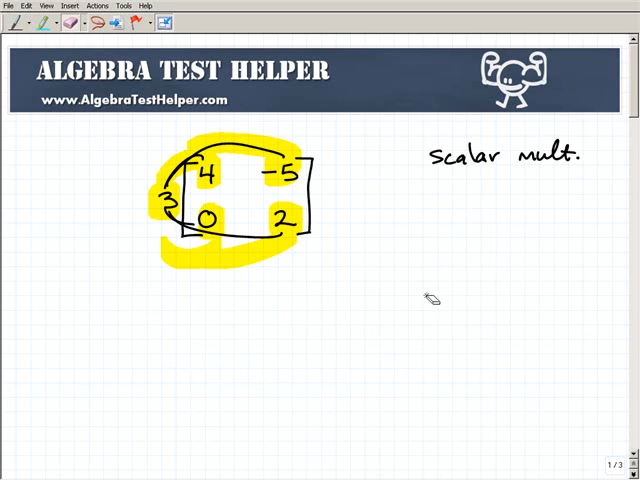 File Edit View Insert Actions Tools Help
ALGEBRA TEST HELPER
www.AlgebraTestHelper.com
scalar mult.
4 -5
3
0 2
1 / 3